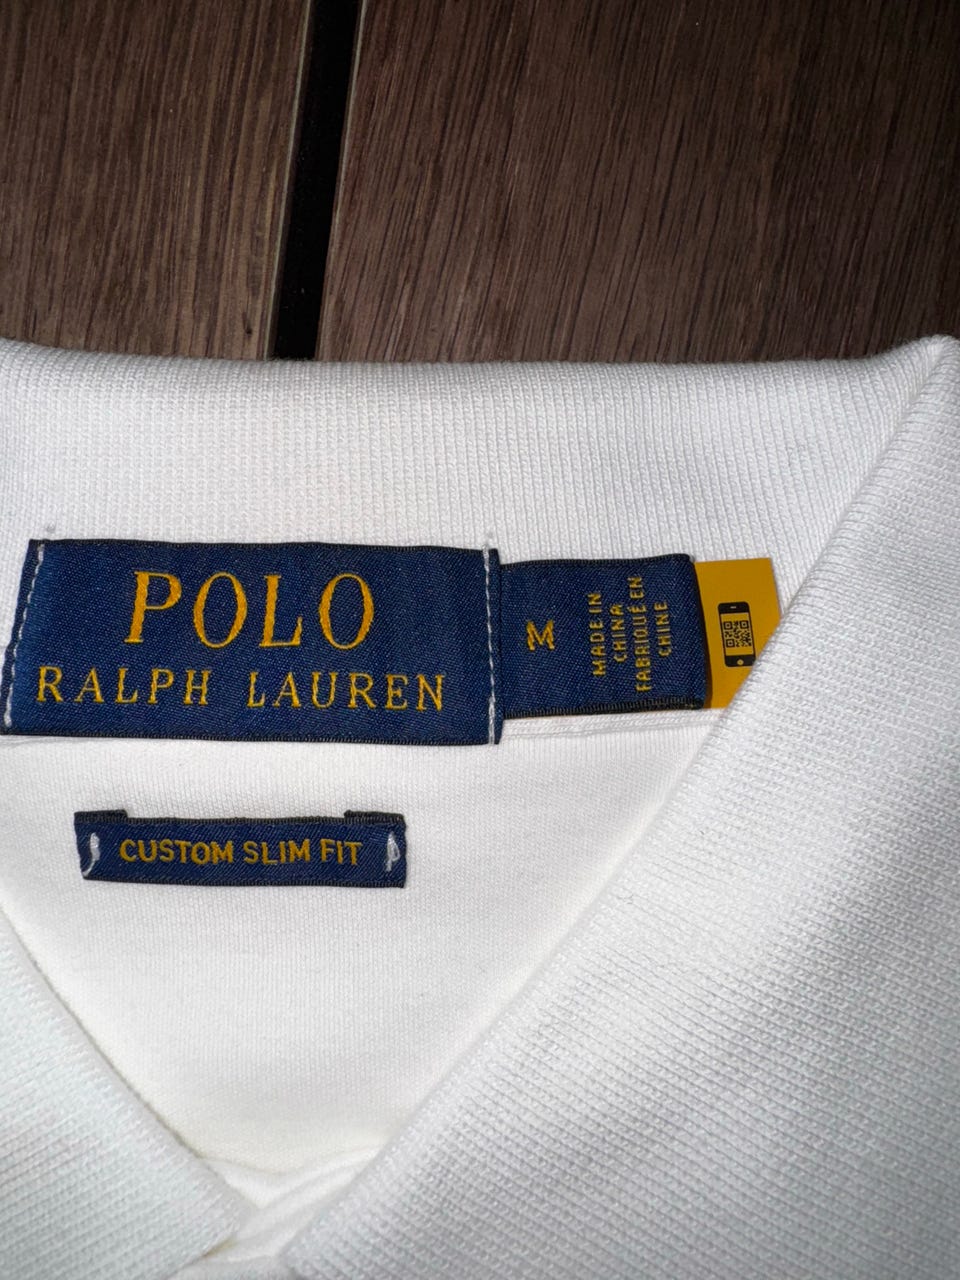 POLO
RALPH LAUREN
M
MADE IN
CHINA
FABRIQUÉ EN
CHINE
CUSTOM SLIM FIT